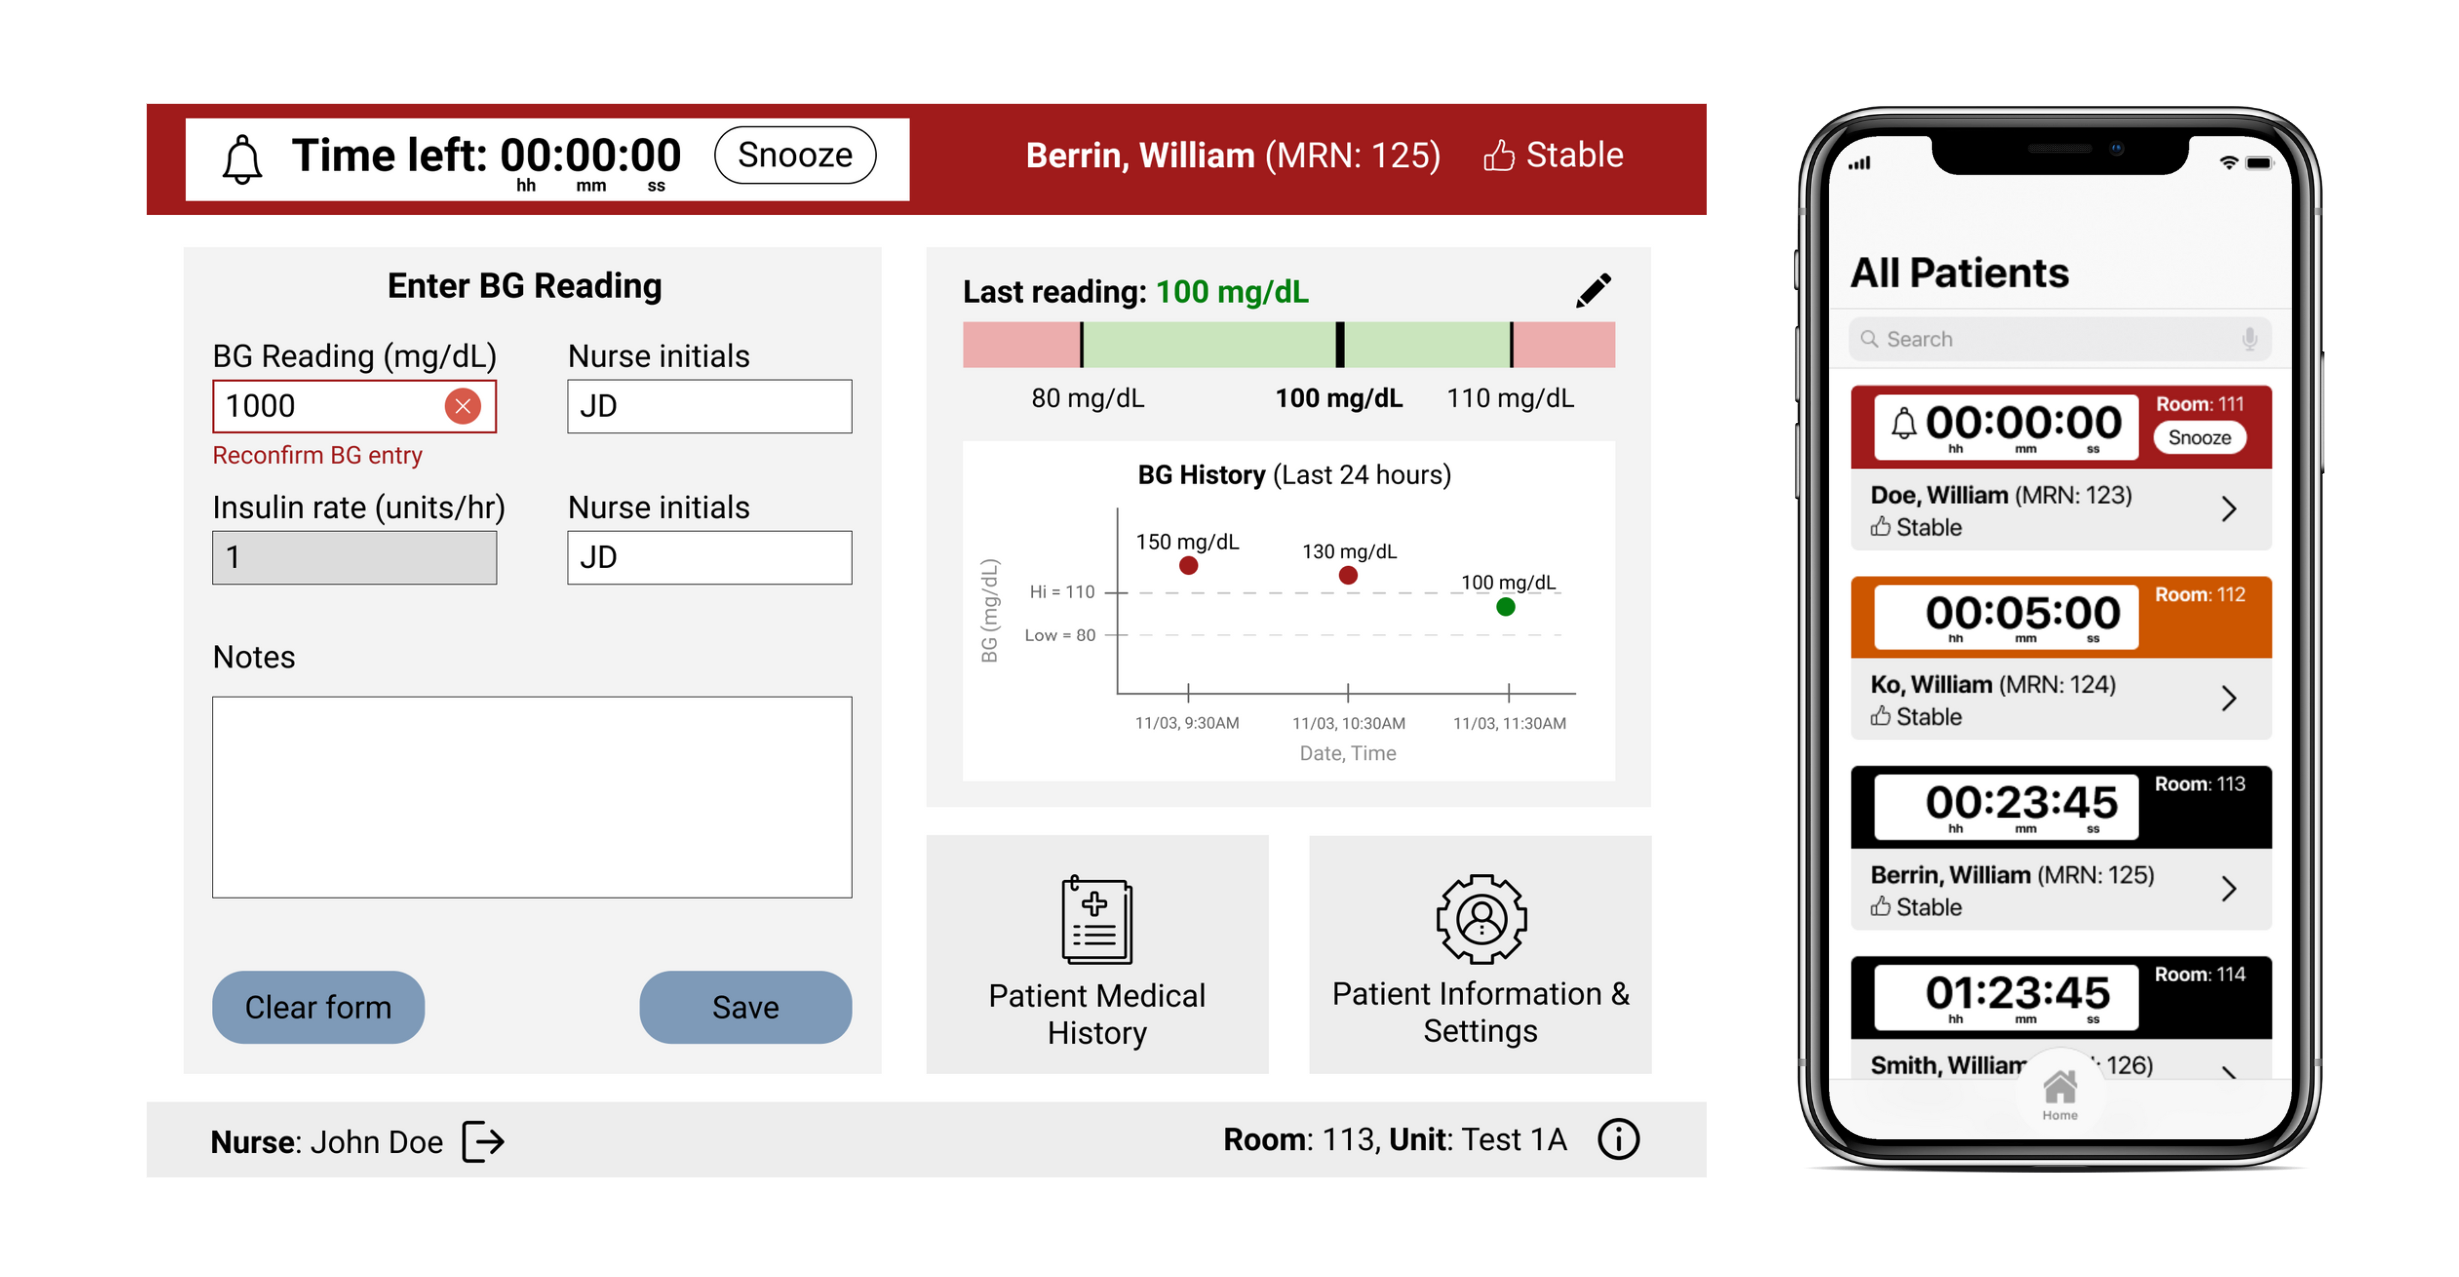 Time left: 00:00:00
hh mm ss
Snooze
Berrin, William (MRN: 125)
Stable
Enter BG Reading
BG Reading (mg/dL)
Nurse initials
1000
JD
Reconfirm BG entry
Insulin rate (units/hr)
Nurse initials
1
JD
Notes
Clear form
Save
Last reading: 100 mg/dL
80 mg/dL
100 mg/dL
110 mg/dL
BG History (Last 24 hours)
BG (mg/dL)
150 mg/dL
130 mg/dL
100 mg/dL
Hi = 110
Low = 80
11/03, 9:30AM
11/03, 10:30AM
11/03, 11:30AM
Date, Time
Patient Medical
History
Patient Information &
Settings
Nurse: John Doe
Room: 113, Unit: Test 1A
All Patients
Search
00:00:00
hh mm ss
Room: 111
Snooze
Doe, William (MRN: 123)
Stable
00:05:00
hh mm ss
Room: 112
Ko, William (MRN: 124)
Stable
00:23:45
hh mm ss
Room: 113
Berrin, William (MRN: 125)
Stable
01:23:45
hh mm ss
Room: 114
Smith, William 126)
Home